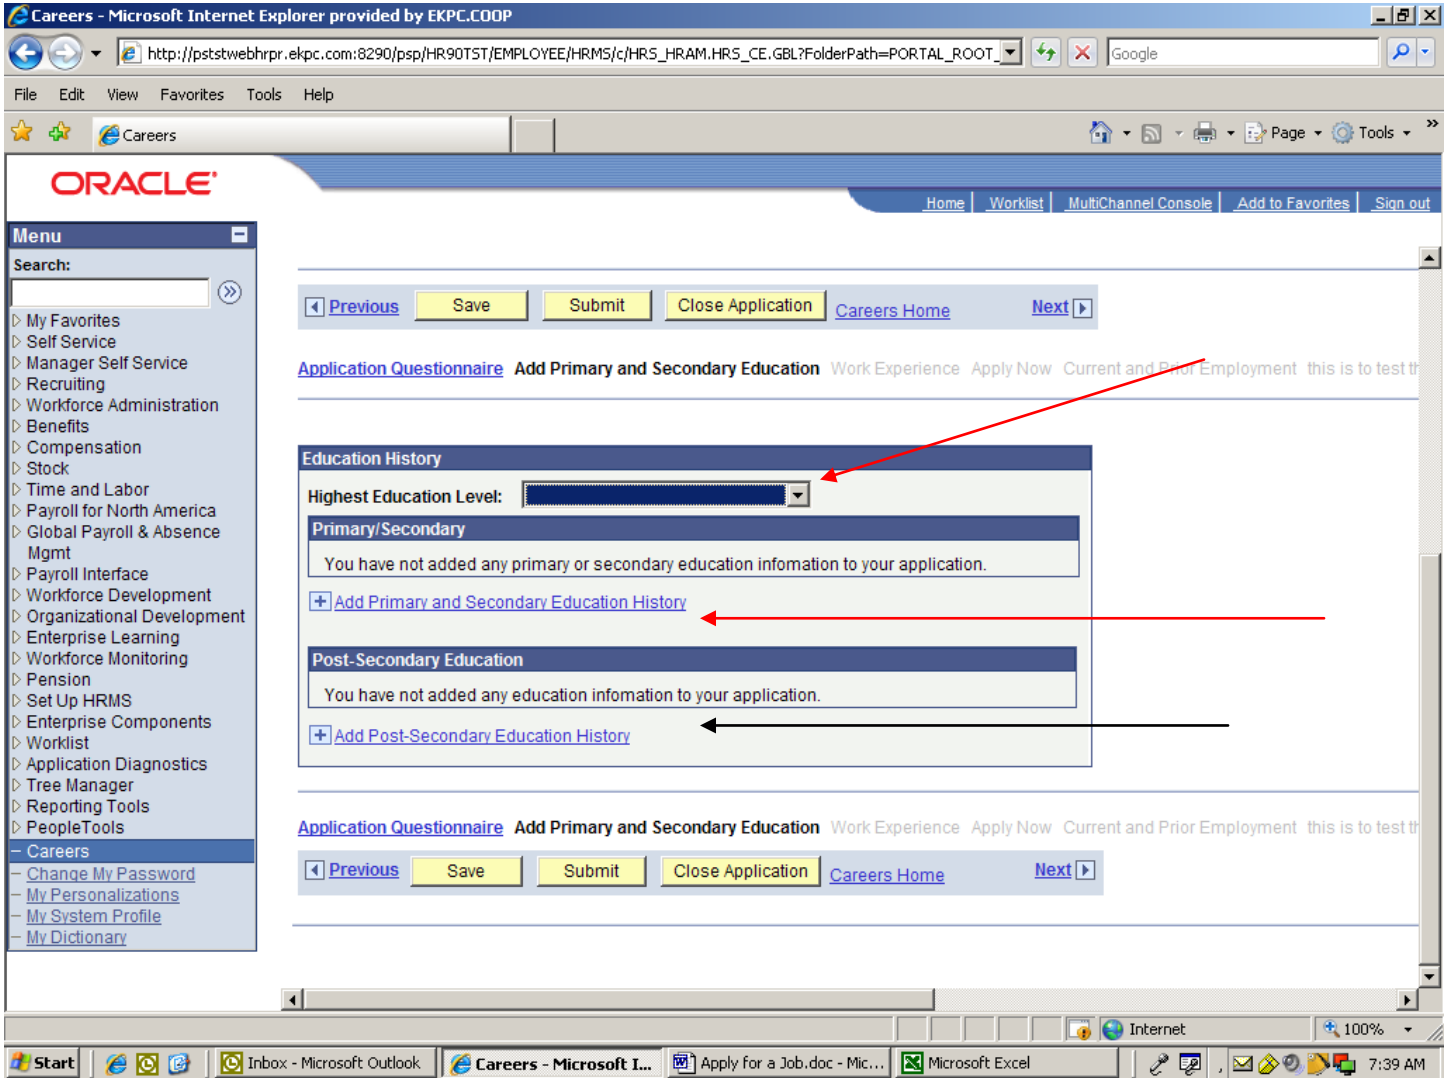 Careers - Microsoft Internet Explorer provided by EKPC.COOP
http://pststwebhrpr.ekpc.com:8290/psp/HR90TST/EMPLOYEE/HRMS/c/HRS_HRAM.HRS_CE.GBL?FolderPath=PORTAL_ROOT_
Google
File Edit View Favorites Tools Help
Careers
Page Tools »
ORACLE
Home Worklist MultiChannel Console Add to Favorites Sign out
Menu
Search:
My Favorites
Self Service
Manager Self Service
Recruiting
Workforce Administration
Benefits
Compensation
Stock
Time and Labor
Payroll for North America
Global Payroll & Absence
Mgmt
Payroll Interface
Workforce Development
Organizational Development
Enterprise Learning
Workforce Monitoring
Pension
Set Up HRMS
Enterprise Components
Worklist
Application Diagnostics
Tree Manager
Reporting Tools
PeopleTools
Careers
Change My Password
My Personalizations
My System Profile
My Dictionary
Previous Save Submit Close Application Careers Home Next
Application Questionnaire Add Primary and Secondary Education Work Experience Apply Now Current and Prior Employment this is to test th
Education History
Highest Education Level:
Primary/Secondary
You have not added any primary or secondary education infomation to your application.
Add Primary and Secondary Education History
Post-Secondary Education
You have not added any education infomation to your application.
Add Post-Secondary Education History
Application Questionnaire Add Primary and Secondary Education Work Experience Apply Now Current and Prior Employment this is to test th
Previous Save Submit Close Application Careers Home Next
Internet 100%
Start Inbox - Microsoft Outlook Careers - Microsoft I... Apply for a Job.doc - Mic... Microsoft Excel 7:39 AM